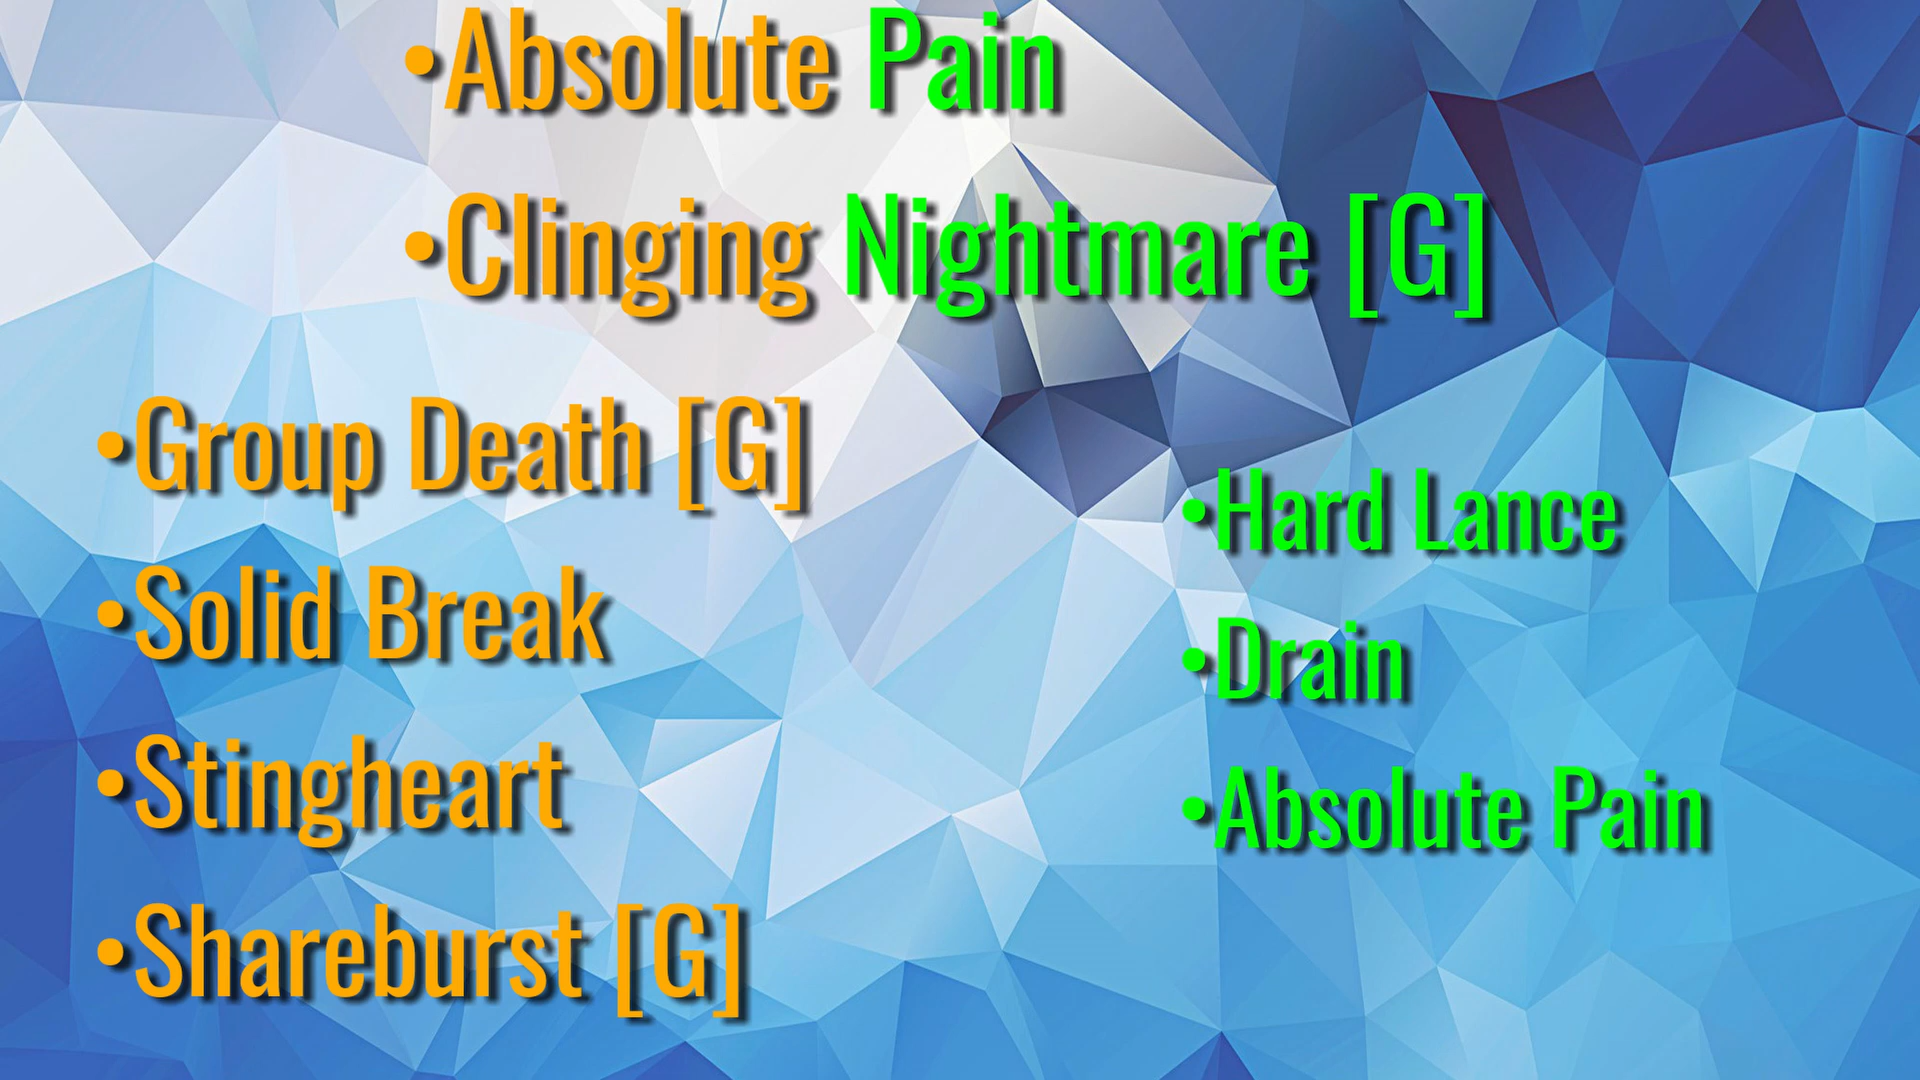 •Absolute Pain
•Clinging Nightmare [G]
•Group Death [G]
•Solid Break
•Stingheart
•Shareburst [G]
•Hard Lance
•Drain
•Absolute Pain